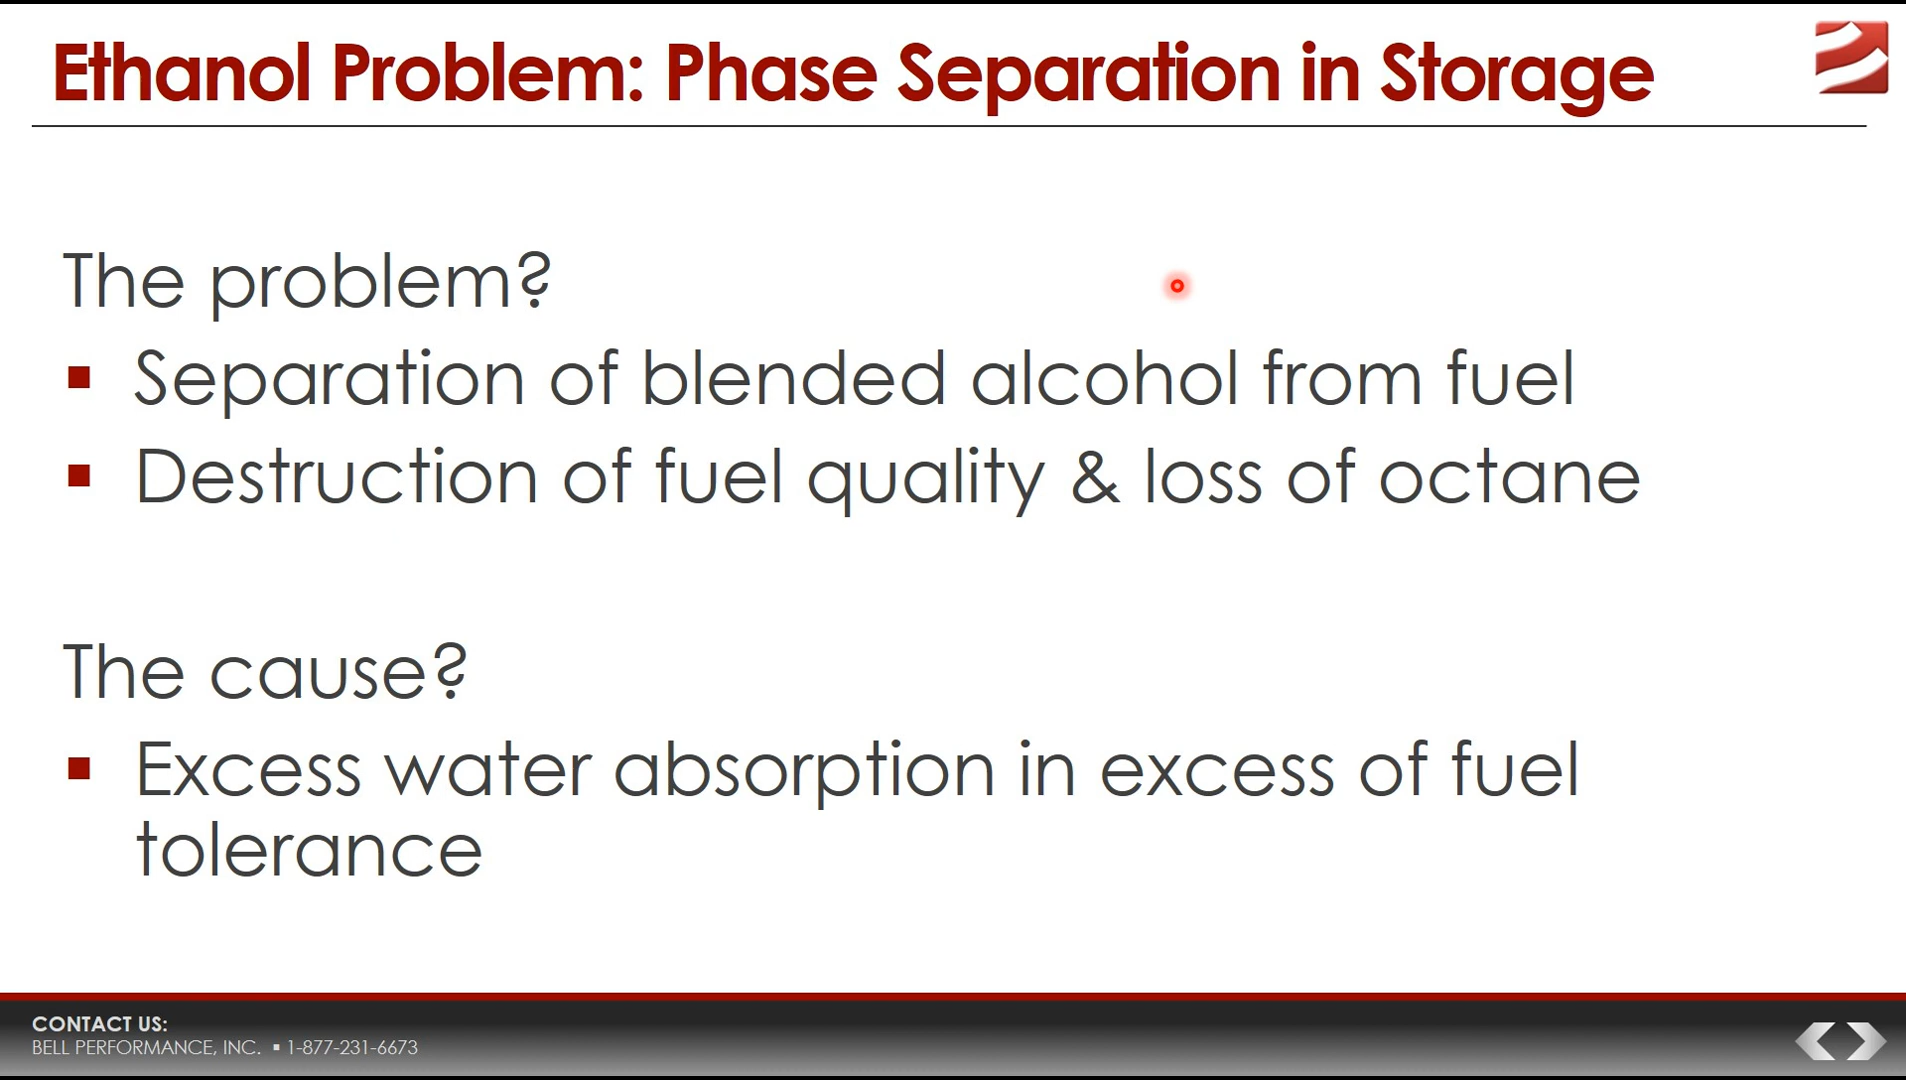 Ethanol Problem: Phase Separation in Storage
The problem?
▪ Separation of blended alcohol from fuel
▪ Destruction of fuel quality & loss of octane
The cause?
▪ Excess water absorption in excess of fuel
tolerance
CONTACT US:
BELL PERFORMANCE, INC. ▪ 1-877-231-6673